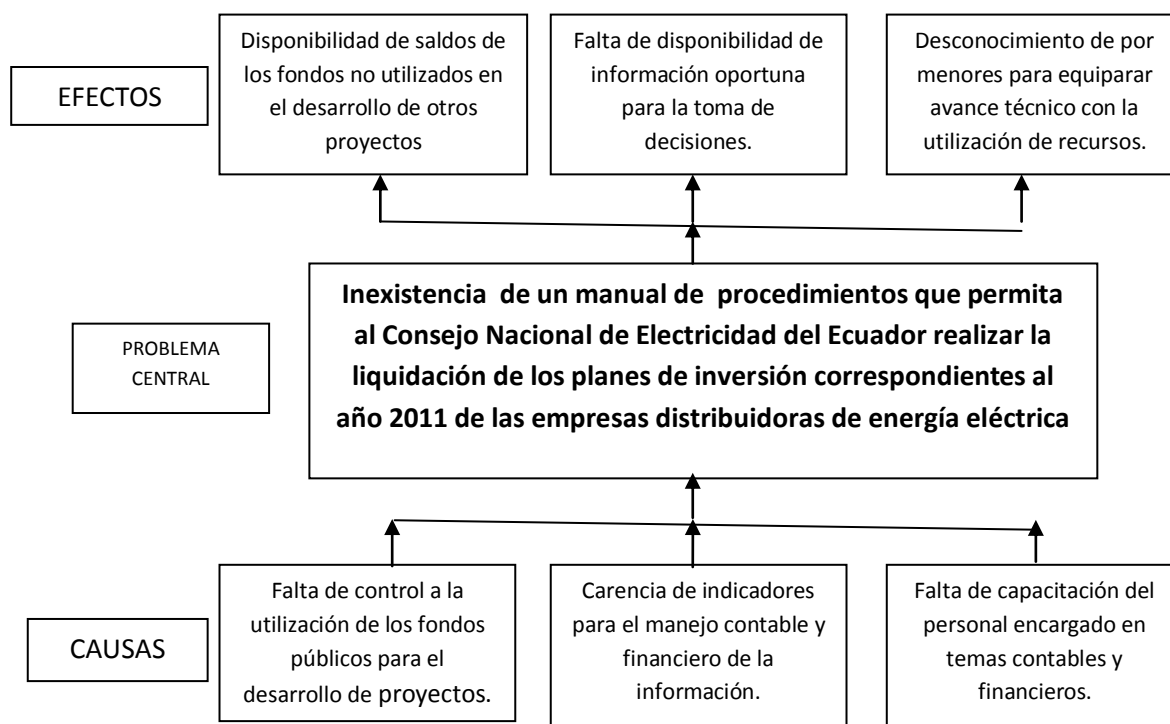 EFECTOS
Disponibilidad de saldos de
los fondos no utilizados en
el desarrollo de otros
proyectos
Falta de disponibilidad de
información oportuna
para la toma de
decisiones.
Desconocimiento de por
menores para equiparar
avance técnico con la
utilización de recursos.
PROBLEMA
CENTRAL
Inexistencia de un manual de procedimientos que permita
al Consejo Nacional de Electricidad del Ecuador realizar la
liquidación de los planes de inversión correspondientes al
año 2011 de las empresas distribuidoras de energía eléctrica
CAUSAS
Falta de control a la
utilización de los fondos
públicos para el
desarrollo de proyectos.
Carencia de indicadores
para el manejo contable y
financiero de la
información.
Falta de capacitación del
personal encargado en
temas contables y
financieros.